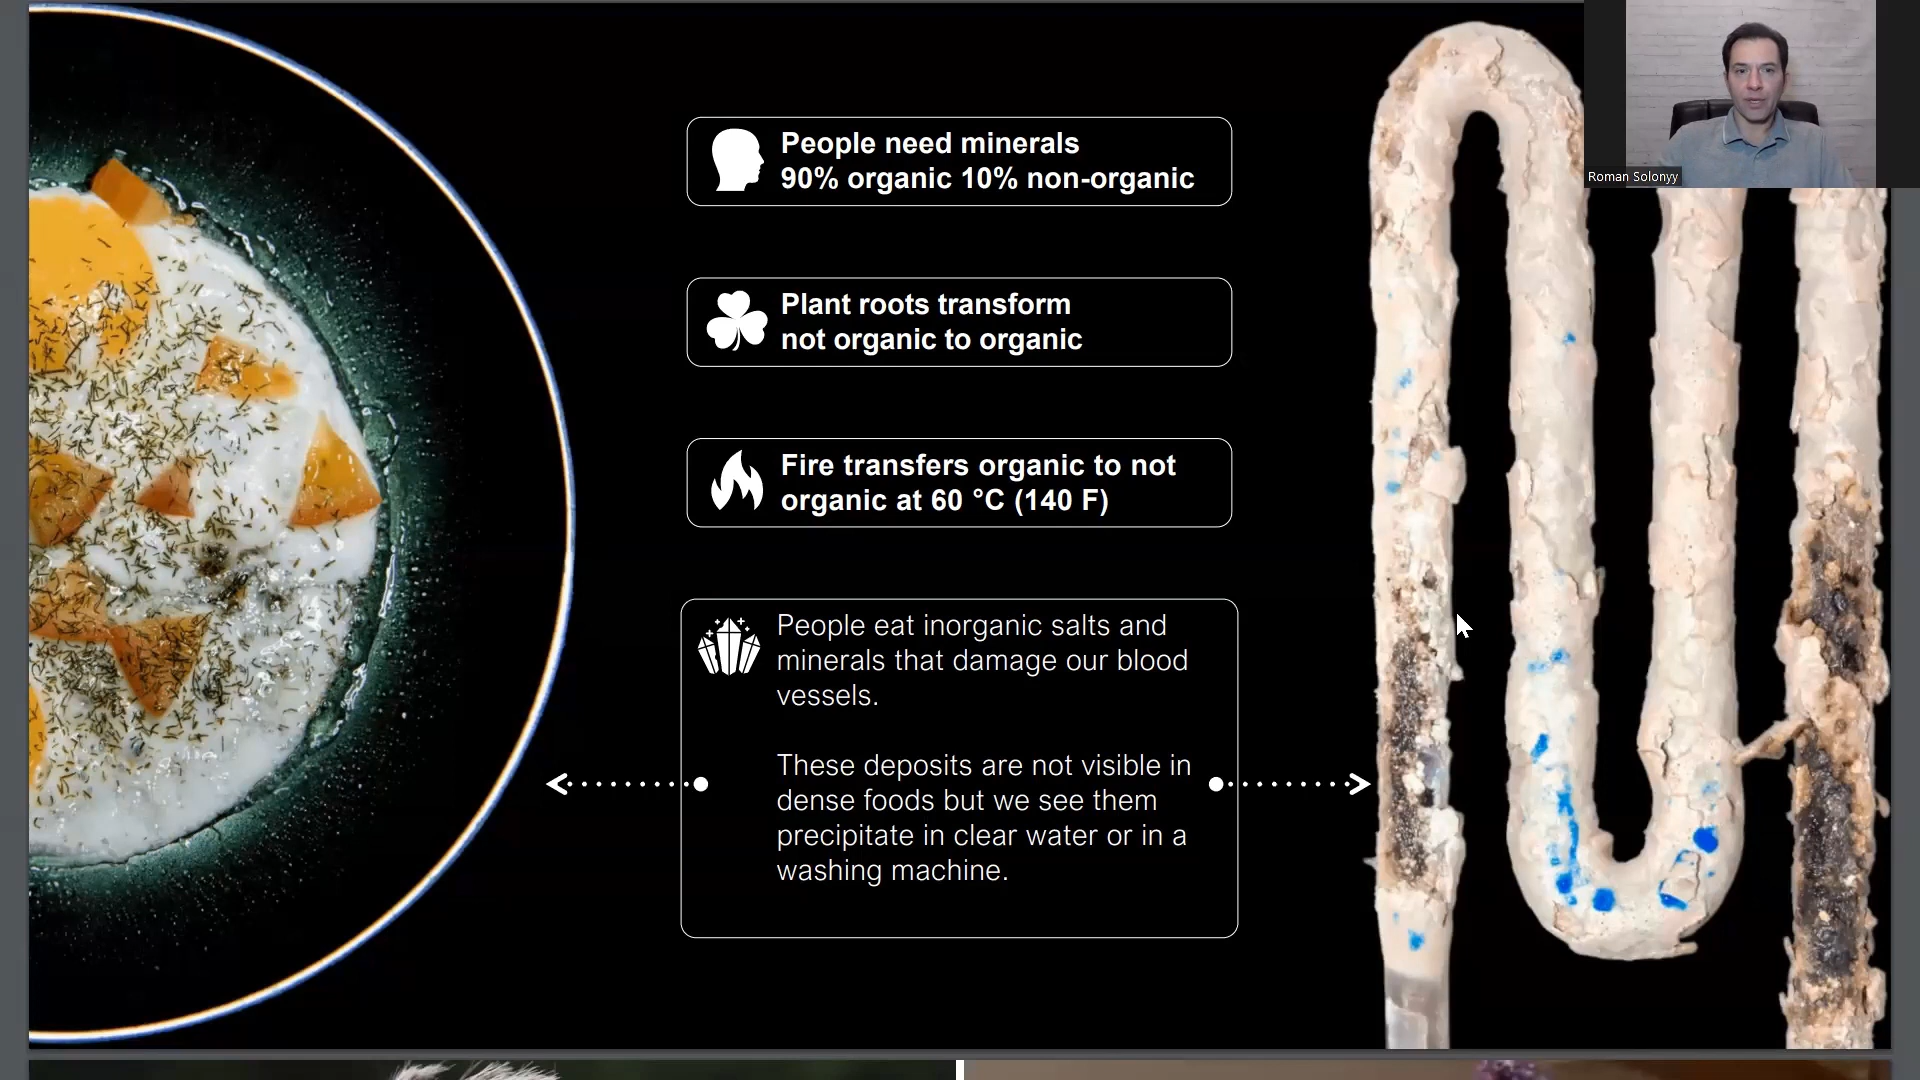 People need minerals
90% organic 10% non-organic
Plant roots transform
not organic to organic
Fire transfers organic to not
organic at 60 °C (140 F)
People eat inorganic salts and
minerals that damage our blood
vessels.
These deposits are not visible in
dense foods but we see them
precipitate in clear water or in a
washing machine.
Roman Solonyy